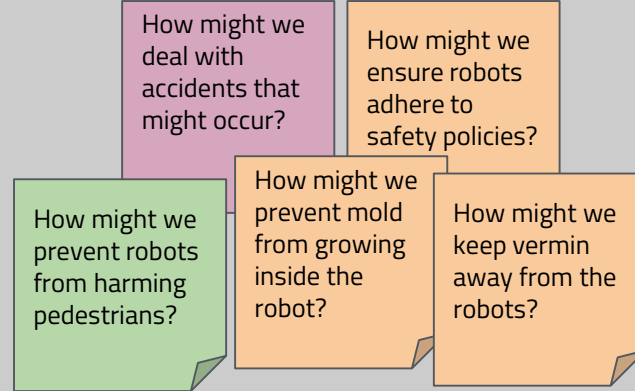 How might we
deal with
accidents that
might occur?
How might we
ensure robots
adhere to
safety policies?
How might we
prevent robots
from harming
pedestrians?
How might we
prevent mold
from growing
inside the
robot?
How might we
keep vermin
away from the
robots?